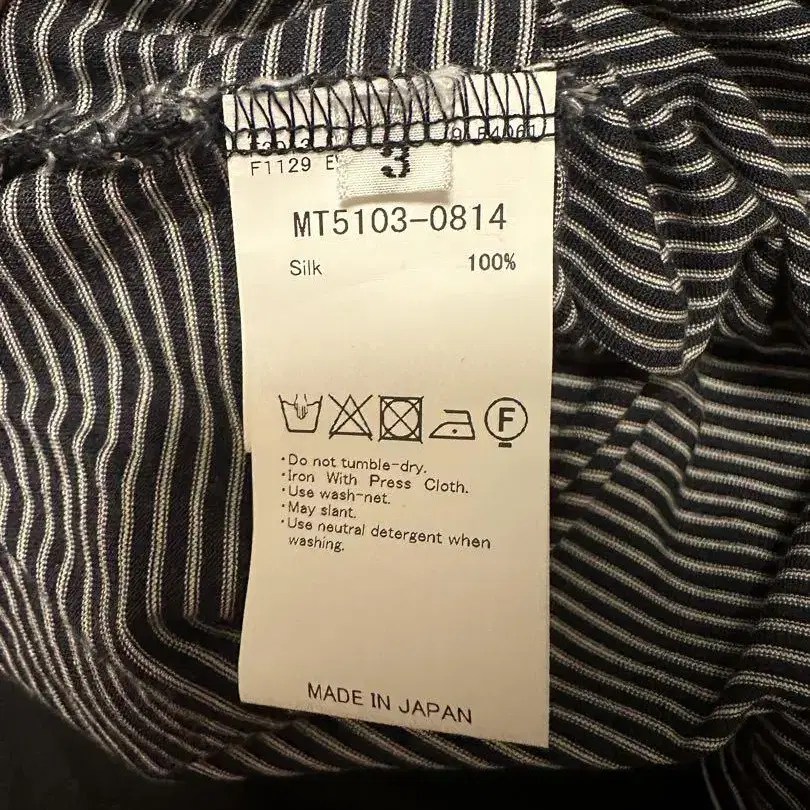 F1129
3
MT5103-0814
Silk 100%
F
·Do not tumble-dry.
·Iron With Press Cloth.
·Use wash-net.
·May slant.
·Use neutral detergent when
washing.
MADE IN JAPAN